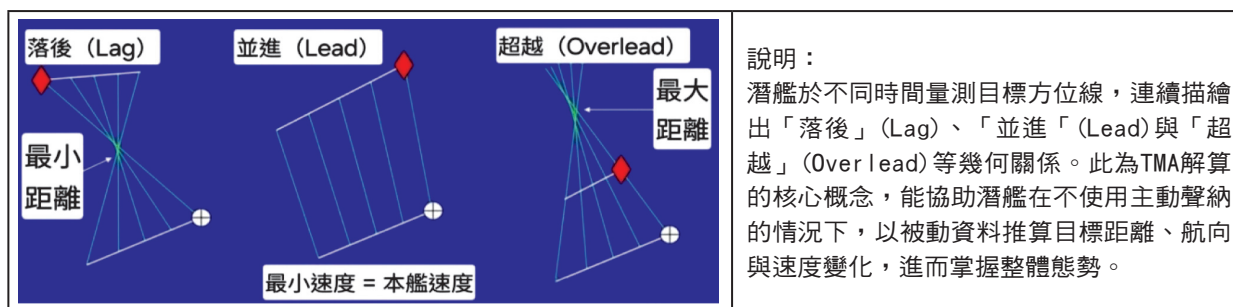 落後（Lag）
並進（Lead）
超越（Overlead）
最大
距離
最小
距離
最小速度 = 本艦速度
說明：
潛艦於不同時間量測目標方位線，連續描繪
出「落後」(Lag)、「並進「(Lead)與「超
越」(Overlead)等幾何關係。此為TMA解算
的核心概念，能協助潛艦在不使用主動聲納
的情況下，以被動資料推算目標距離、航向
與速度變化，進而掌握整體態勢。